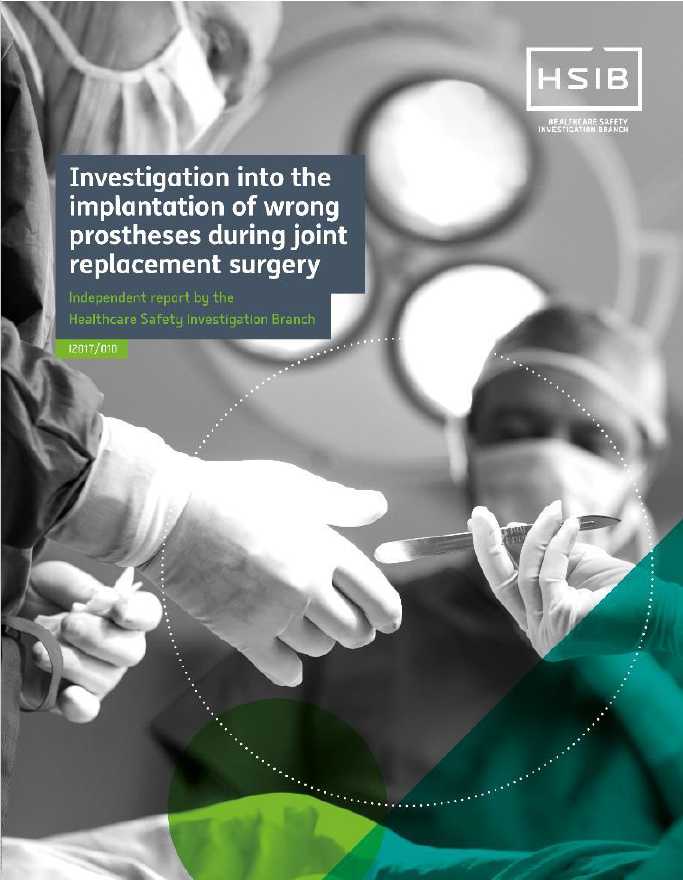 HSIB
HEALTHCARE SAFETY
INVESTIGATION BRANCH
Investigation into the
implantation of wrong
prostheses during joint
replacement surgery
Independent report by the
Healthcare Safety Investigation Branch
I2017/010